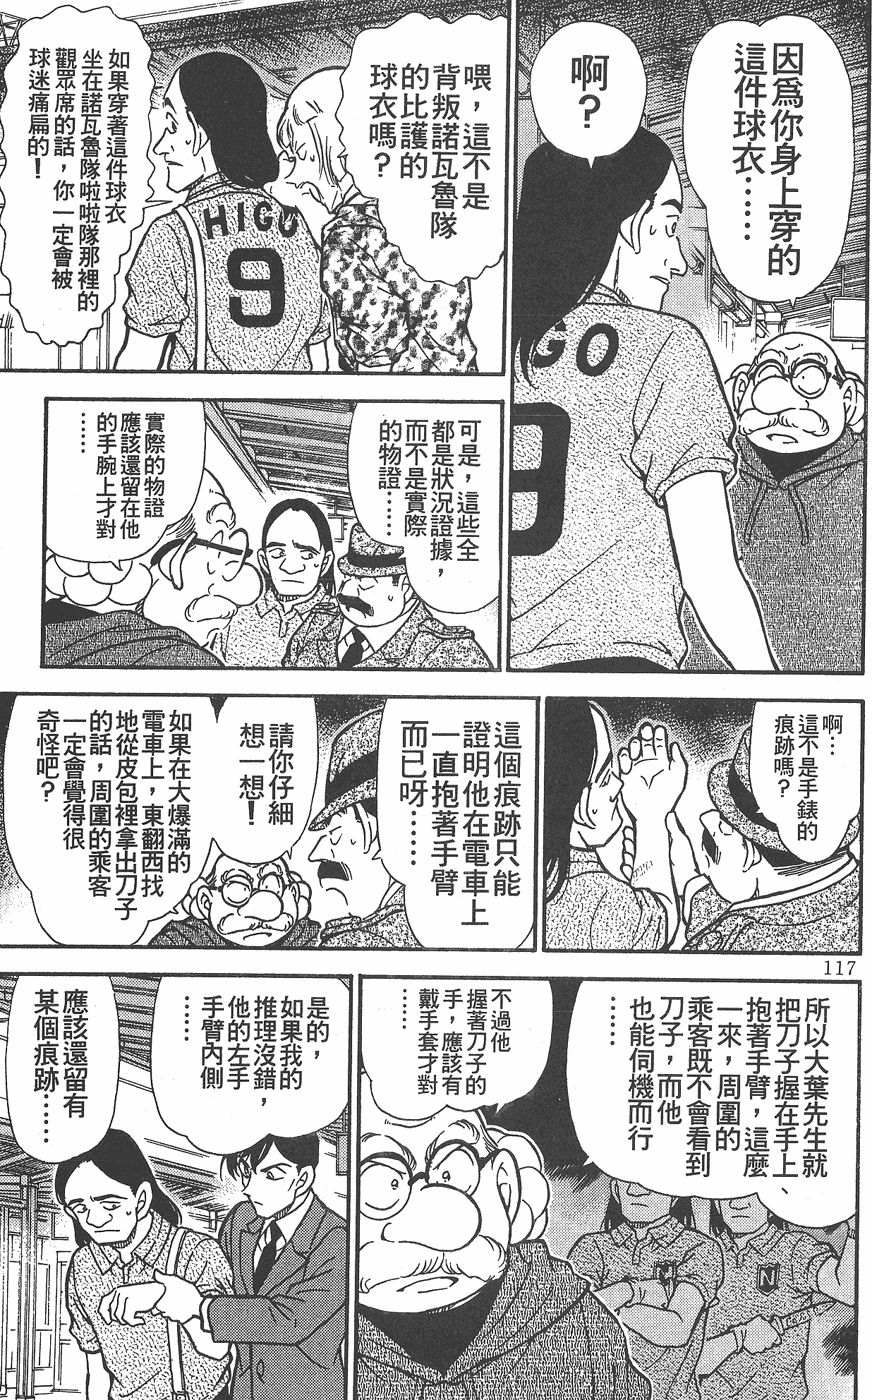 因為你身上穿的
這件球衣……
啊？
GO
9
喂，這不是
背叛諾瓦魯隊
的比護的
球衣嗎？
HIGO
9
如果穿著這件球衣
坐在諾瓦魯隊啦啦隊那裡的
觀眾席的話，你一定會被
球迷痛扁的！
可是，這些全
都是狀況證據，
而不是實際
的物證……
實際的物證
應該還留在他
的手腕上才對
……
啊…
這不是手錶的
痕跡嗎？
這個痕跡只能
證明他在電車上
一直抱著手臂
而已呀……
請你仔細
想一想！
如果在大爆滿的
電車上，東翻西找
地從皮包裡拿出刀子
的話，周圍的乘客
一定會覺得很
奇怪吧？
117
所以大葉先生就
把刀子握在手上、
抱著手臂，這麼
一來，周圍的
乘客既不會看到
刀子，而他
也能伺機而行
N
不過他
握著刀子的
手，應該有
戴手套才對
……
是的，
如果我的
推理沒錯，
他的左手
手臂內側
……
應該還留有
某個痕跡……